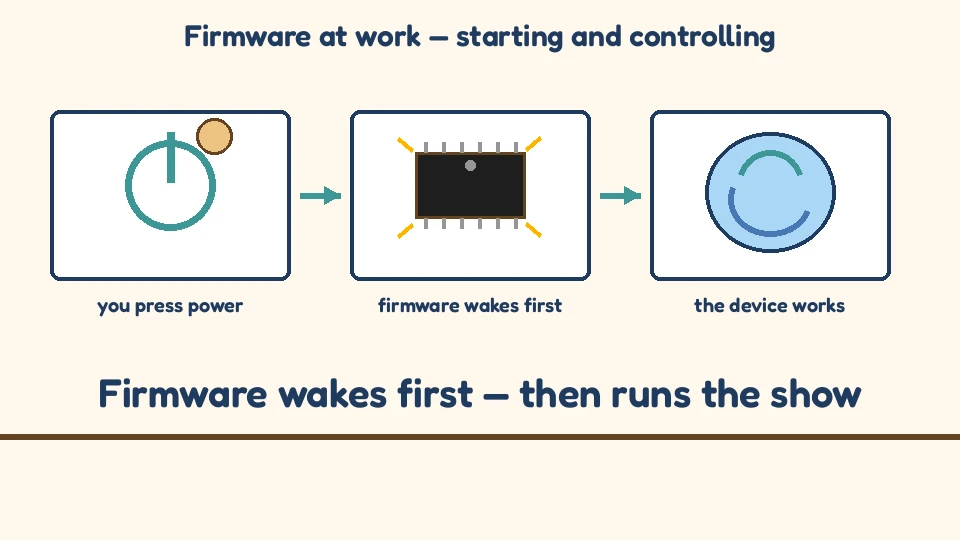 Firmware at work — starting and controlling
you press power
firmware wakes first
the device works
Firmware wakes first — then runs the show